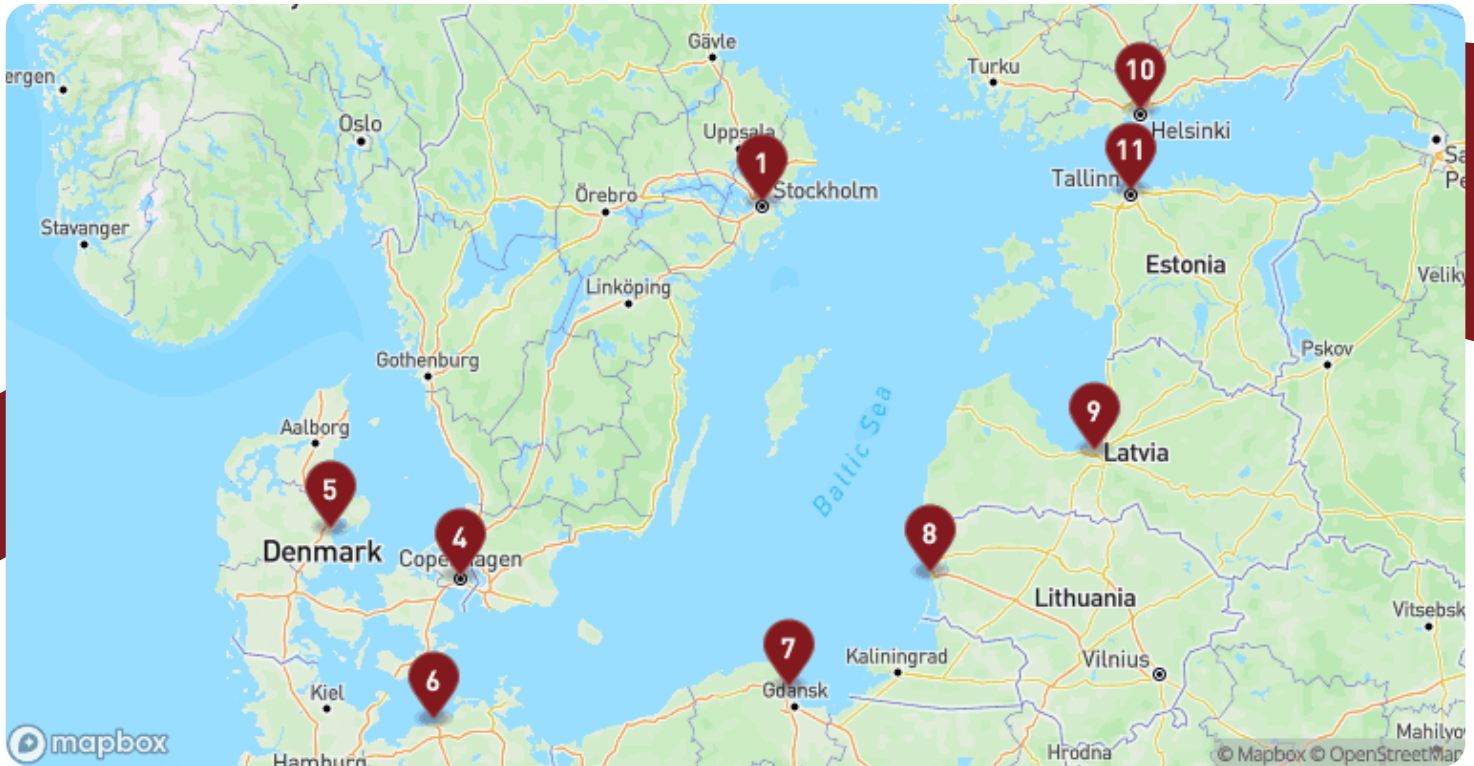 Gävle
Turku
10
ergen
Oslo
Helsinki
Uppsala
11
Sa
Pe
1
Tallinn
Stockholm
Örebro
Stavanger
Estonia
Veliky
Linköping
Gothenburg
Pskov
Baltic Sea
9
Aalborg
Latvia
5
8
4
Denmark
Copenhagen
Lithuania
Vitsebsk
7
Kaliningrad
Vilnius
6
Kiel
Gdansk
Mahilyo
mapbox
Hamburg
Hrodna
© Mapbox © OpenStreetMap